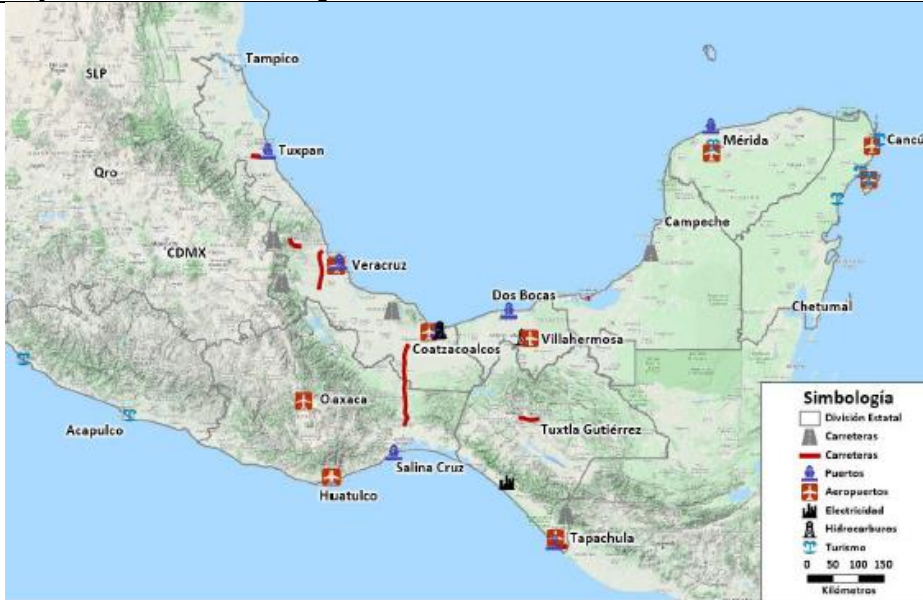 Tampico
SLP
Tuxpan
Mérida
Cancú
Qro
Campeche
CDMX
Veracruz
Dos Bocas
Chetumal
Villahermosa
Coatzacoalcos
Oaxaca
Tuxtla Gutiérrez
Acapulco
Salina Cruz
Huatulco
Tapachula
Simbología
División Estatal
Carreteras
Carreteras
Puertos
Aeropuertos
Electricidad
Hidrocarburos
Turismo
0 50 100 150
Kilómetros